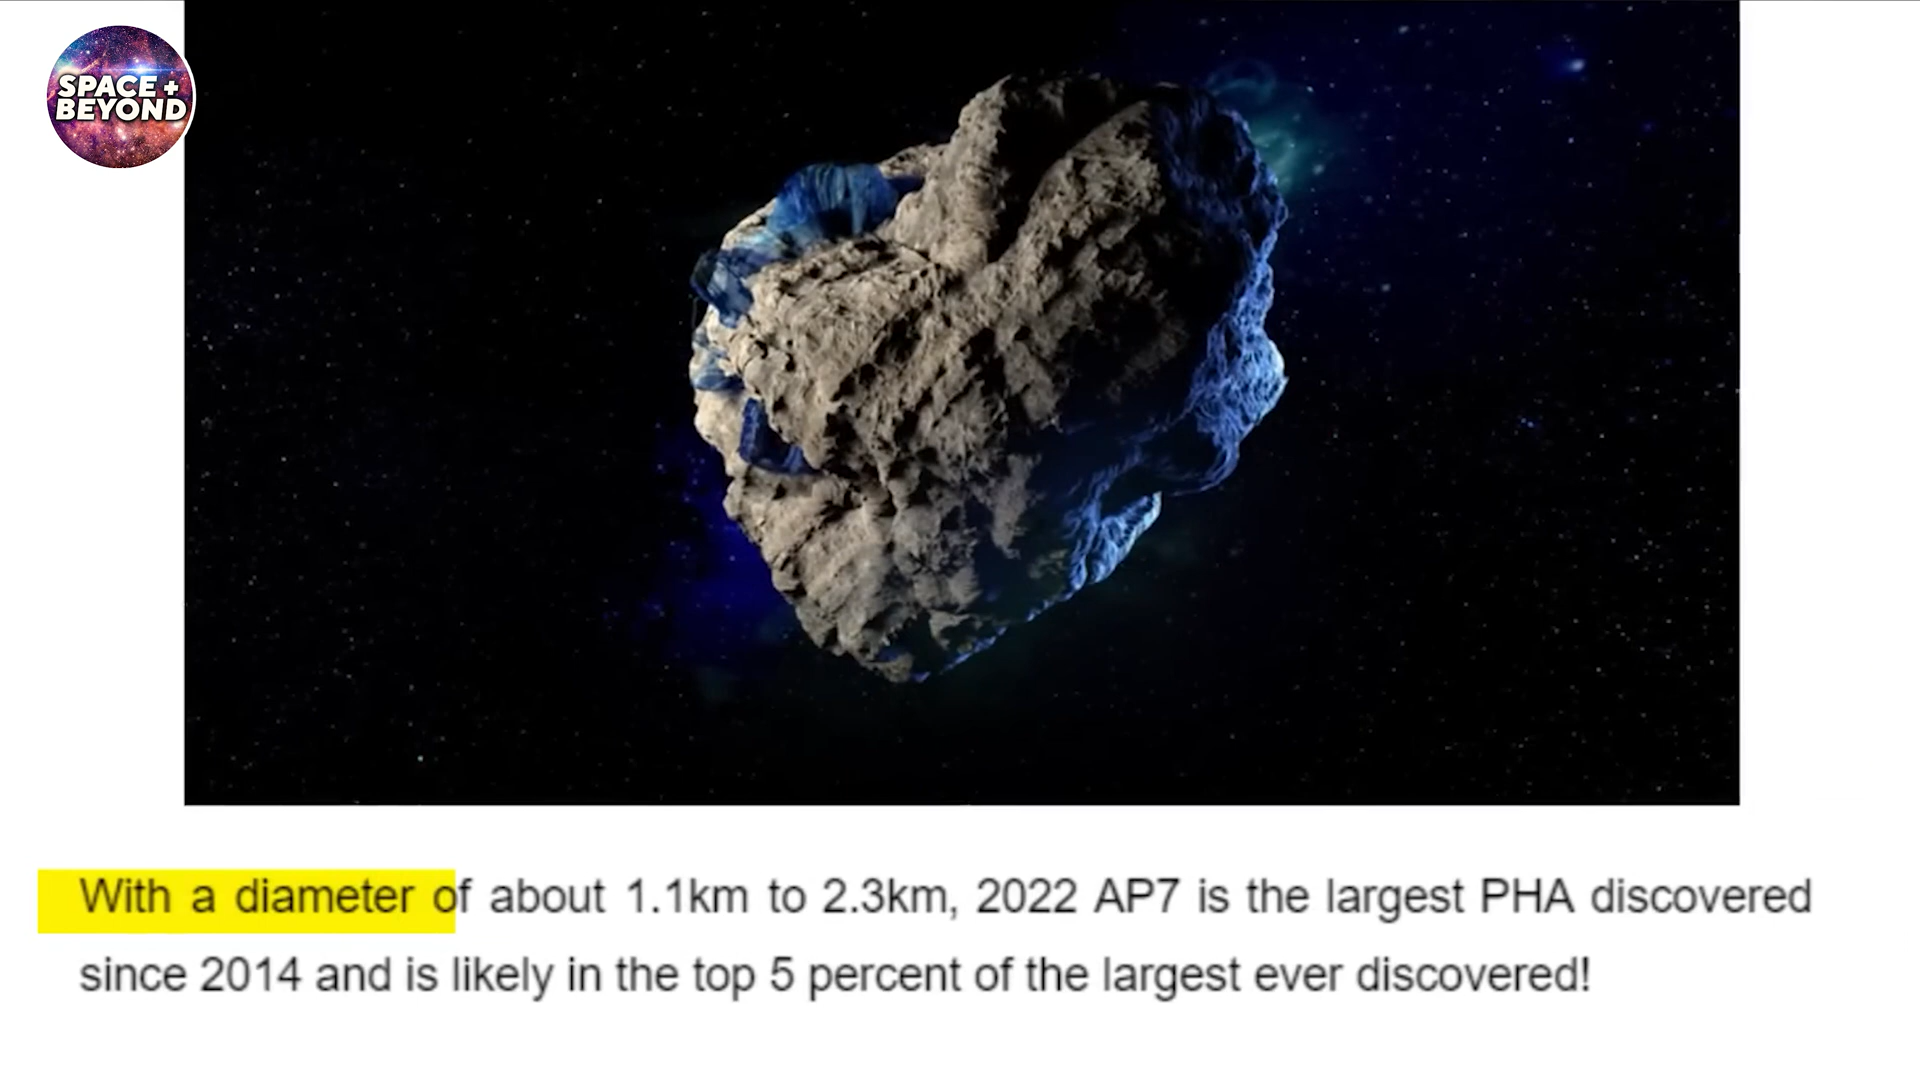 SPACE +
BEYOND
With a diameter of about 1.1km to 2.3km, 2022 AP7 is the largest PHA discovered
since 2014 and is likely in the top 5 percent of the largest ever discovered!